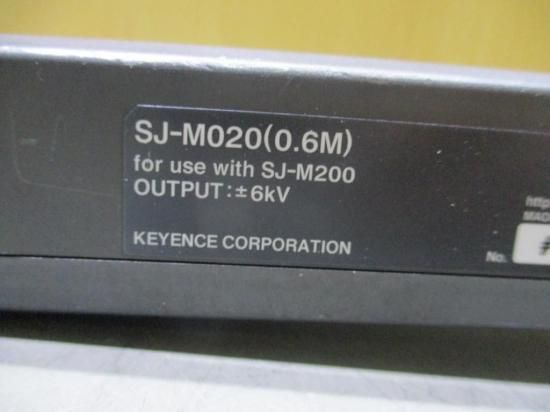 SJ-M020(0.6M)
for use with SJ-M200
OUTPUT:±6kV
KEYENCE CORPORATION
No.